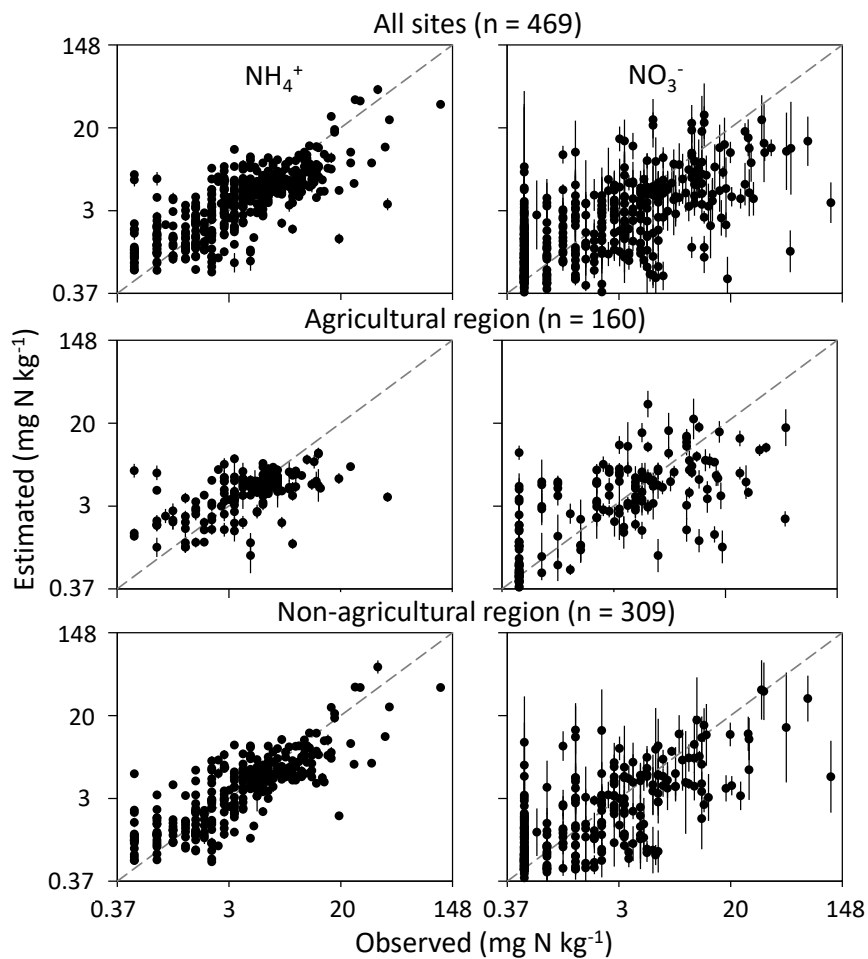 All sites (n = 469)
148
NH₄⁺
NO₃⁻
20
3
0.37
Agricultural region (n = 160)
148
20
3
0.37
Non-agricultural region (n = 309)
148
20
3
0.37
0.37 3 20 148 0.37 3 20 148
Observed (mg N kg⁻¹)
Estimated (mg N kg⁻¹)